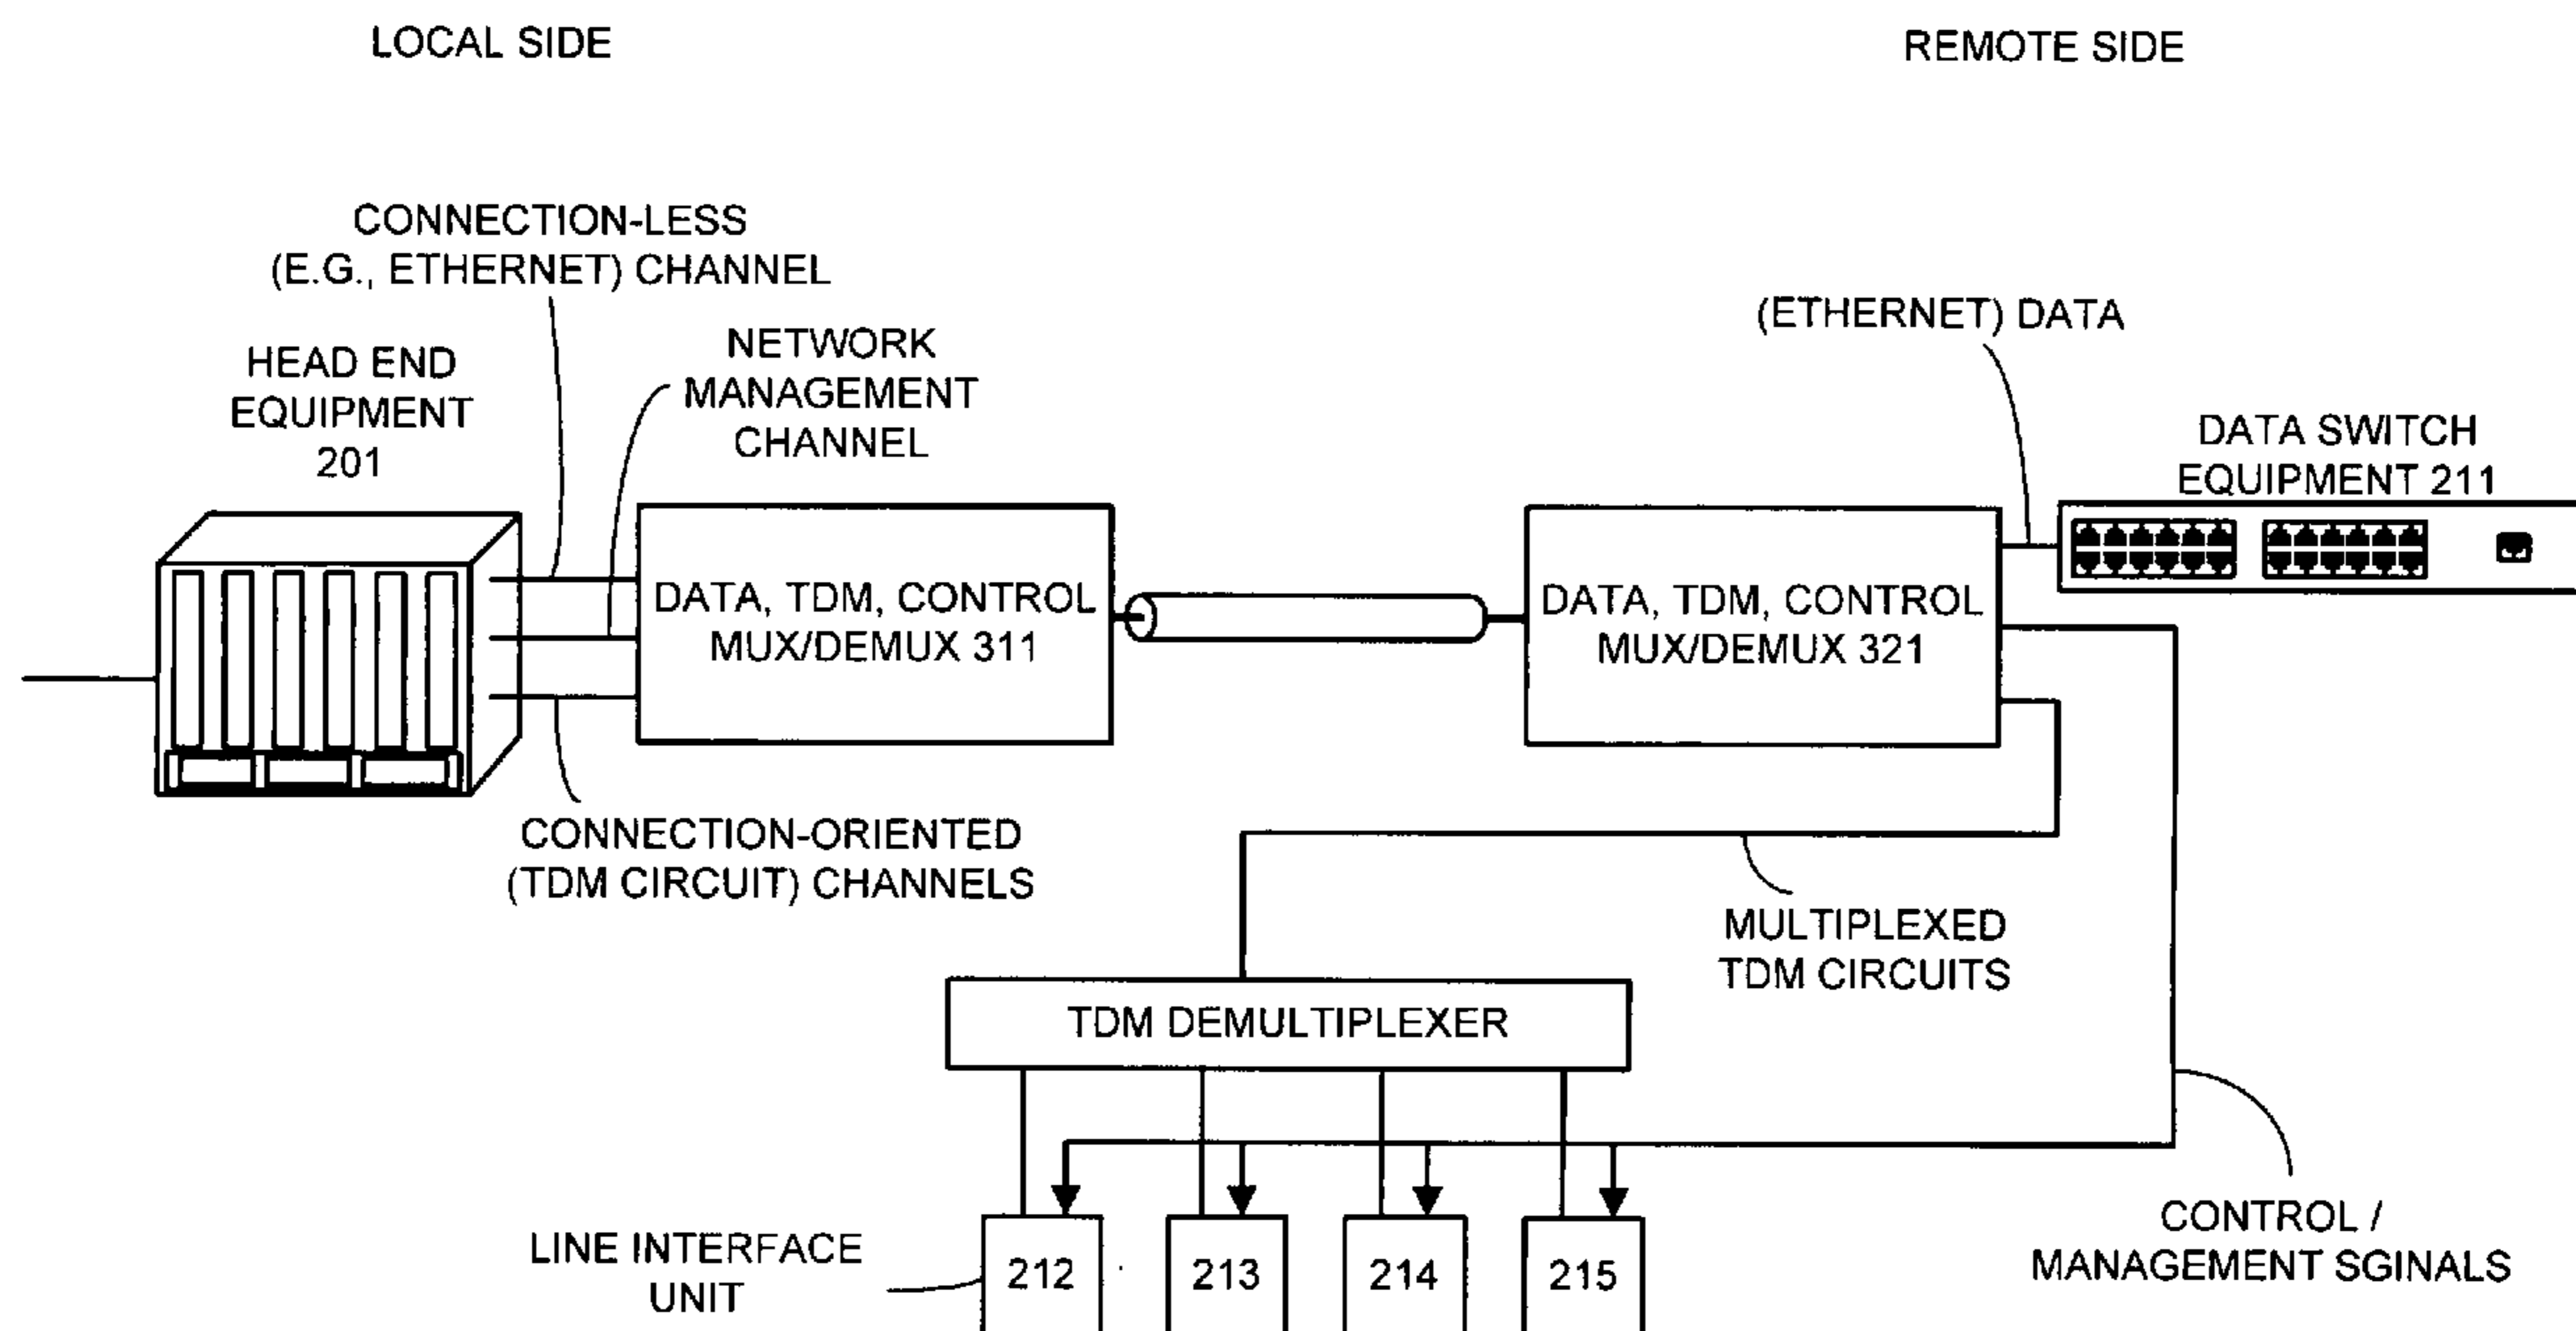 LOCAL SIDE
REMOTE SIDE
CONNECTION-LESS
(E.G., ETHERNET) CHANNEL
HEAD END
EQUIPMENT
201
NETWORK
MANAGEMENT
CHANNEL
(ETHERNET) DATA
DATA SWITCH
EQUIPMENT 211
DATA, TDM, CONTROL
MUX/DEMUX 311
DATA, TDM, CONTROL
MUX/DEMUX 321
CONNECTION-ORIENTED
(TDM CIRCUIT) CHANNELS
MULTIPLEXED
TDM CIRCUITS
TDM DEMULTIPLEXER
LINE INTERFACE
UNIT
212
213
214
215
CONTROL /
MANAGEMENT SGINALS